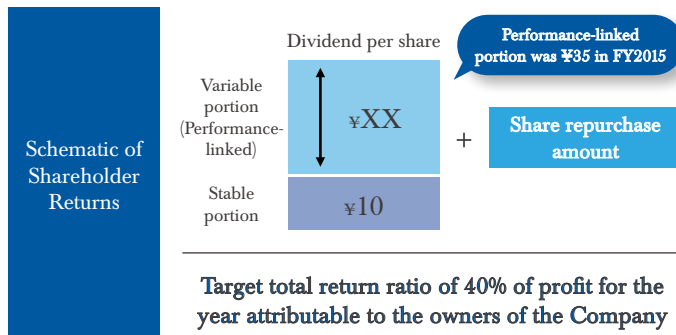 Schematic of
Shareholder
Returns
Dividend per share
Performance-linked
portion was ¥35 in FY2015
Variable
portion
(Performance-
linked)
¥XX
+
Share repurchase
amount
Stable
portion
¥10
Target total return ratio of 40% of profit for the
year attributable to the owners of the Company